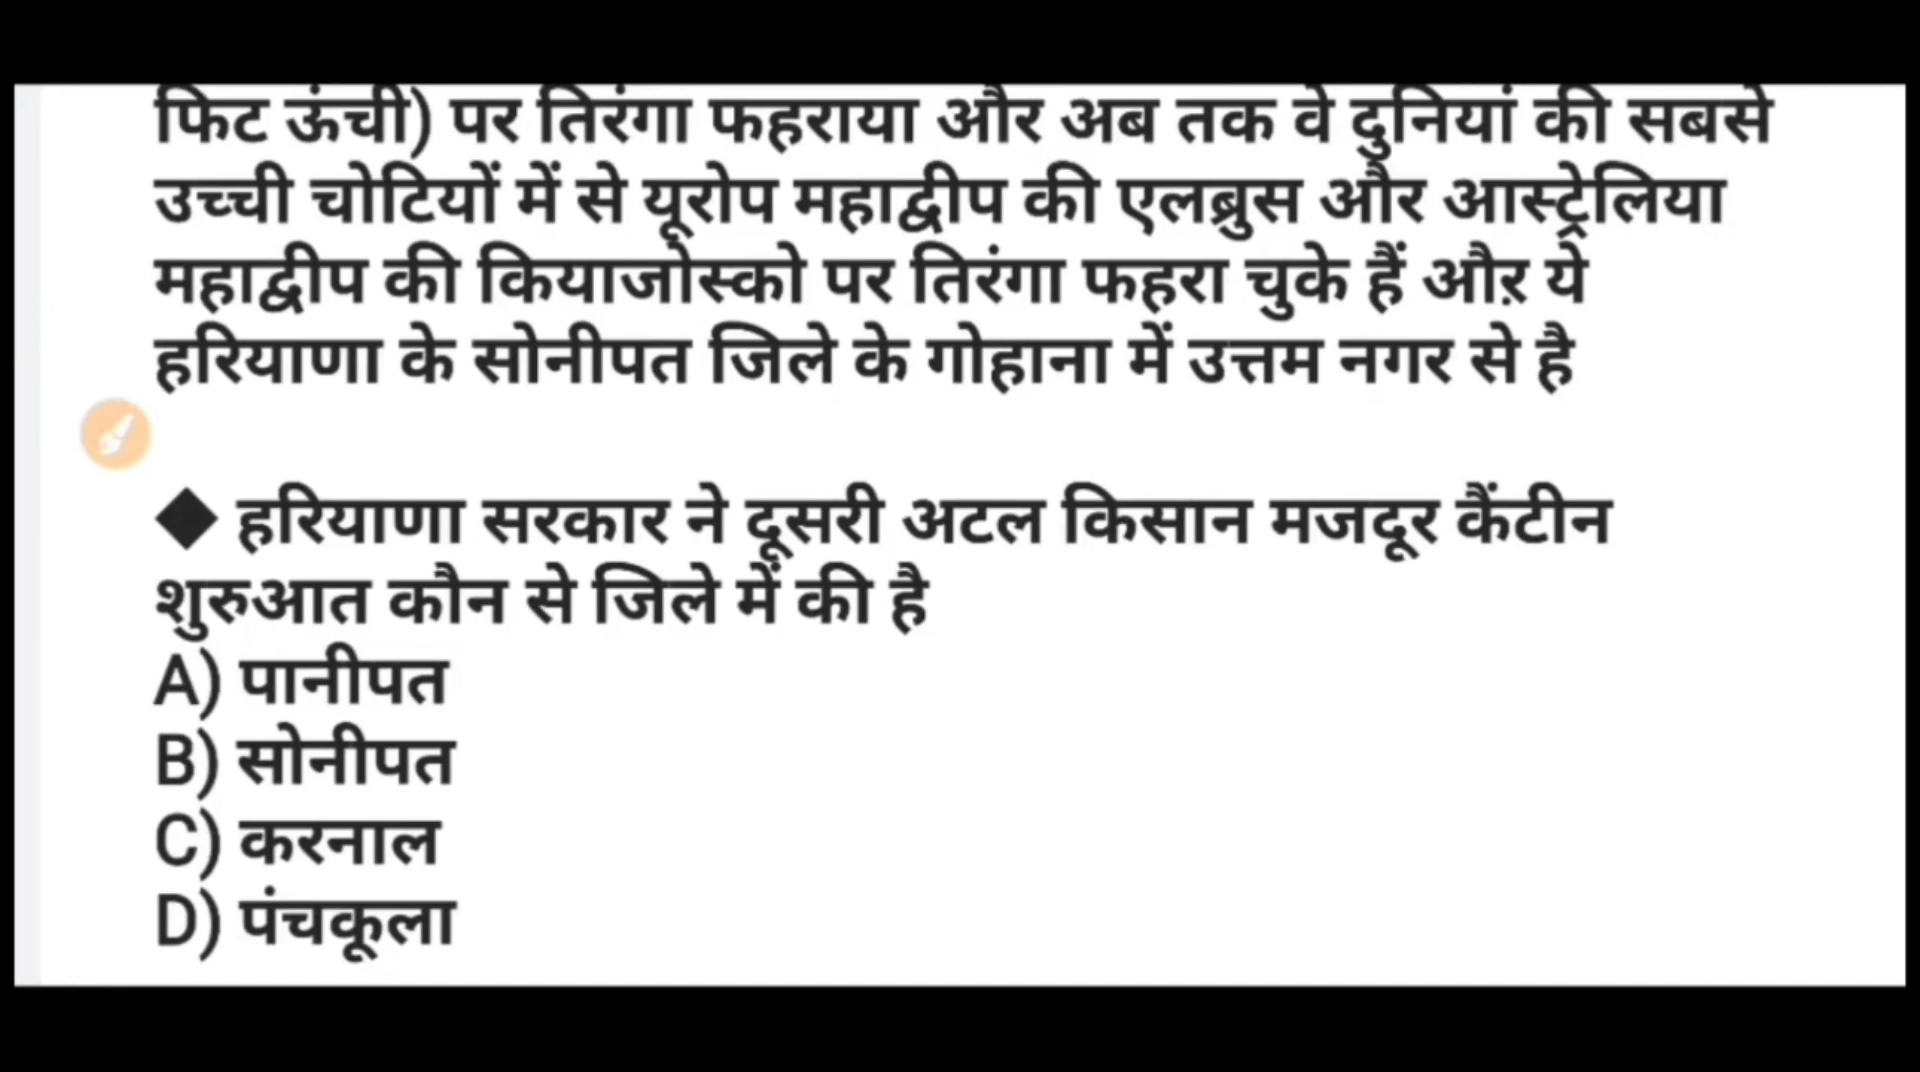 फिट ऊंची) पर तिरंगा फहराया और अब तक वे दुनियां की सबसे
उच्ची चोटियों में से यूरोप महाद्वीप की एलब्रुस और आस्ट्रेलिया
महाद्वीप की कियाजोस्को पर तिरंगा फहरा चुके हैं औऱ ये
हरियाणा के सोनीपत जिले के गोहाना में उत्तम नगर से है
◆ हरियाणा सरकार ने दूसरी अटल किसान मजदूर कैंटीन
शुरुआत कौन से जिले में की है
A) पानीपत
B) सोनीपत
C) करनाल
D) पंचकूला